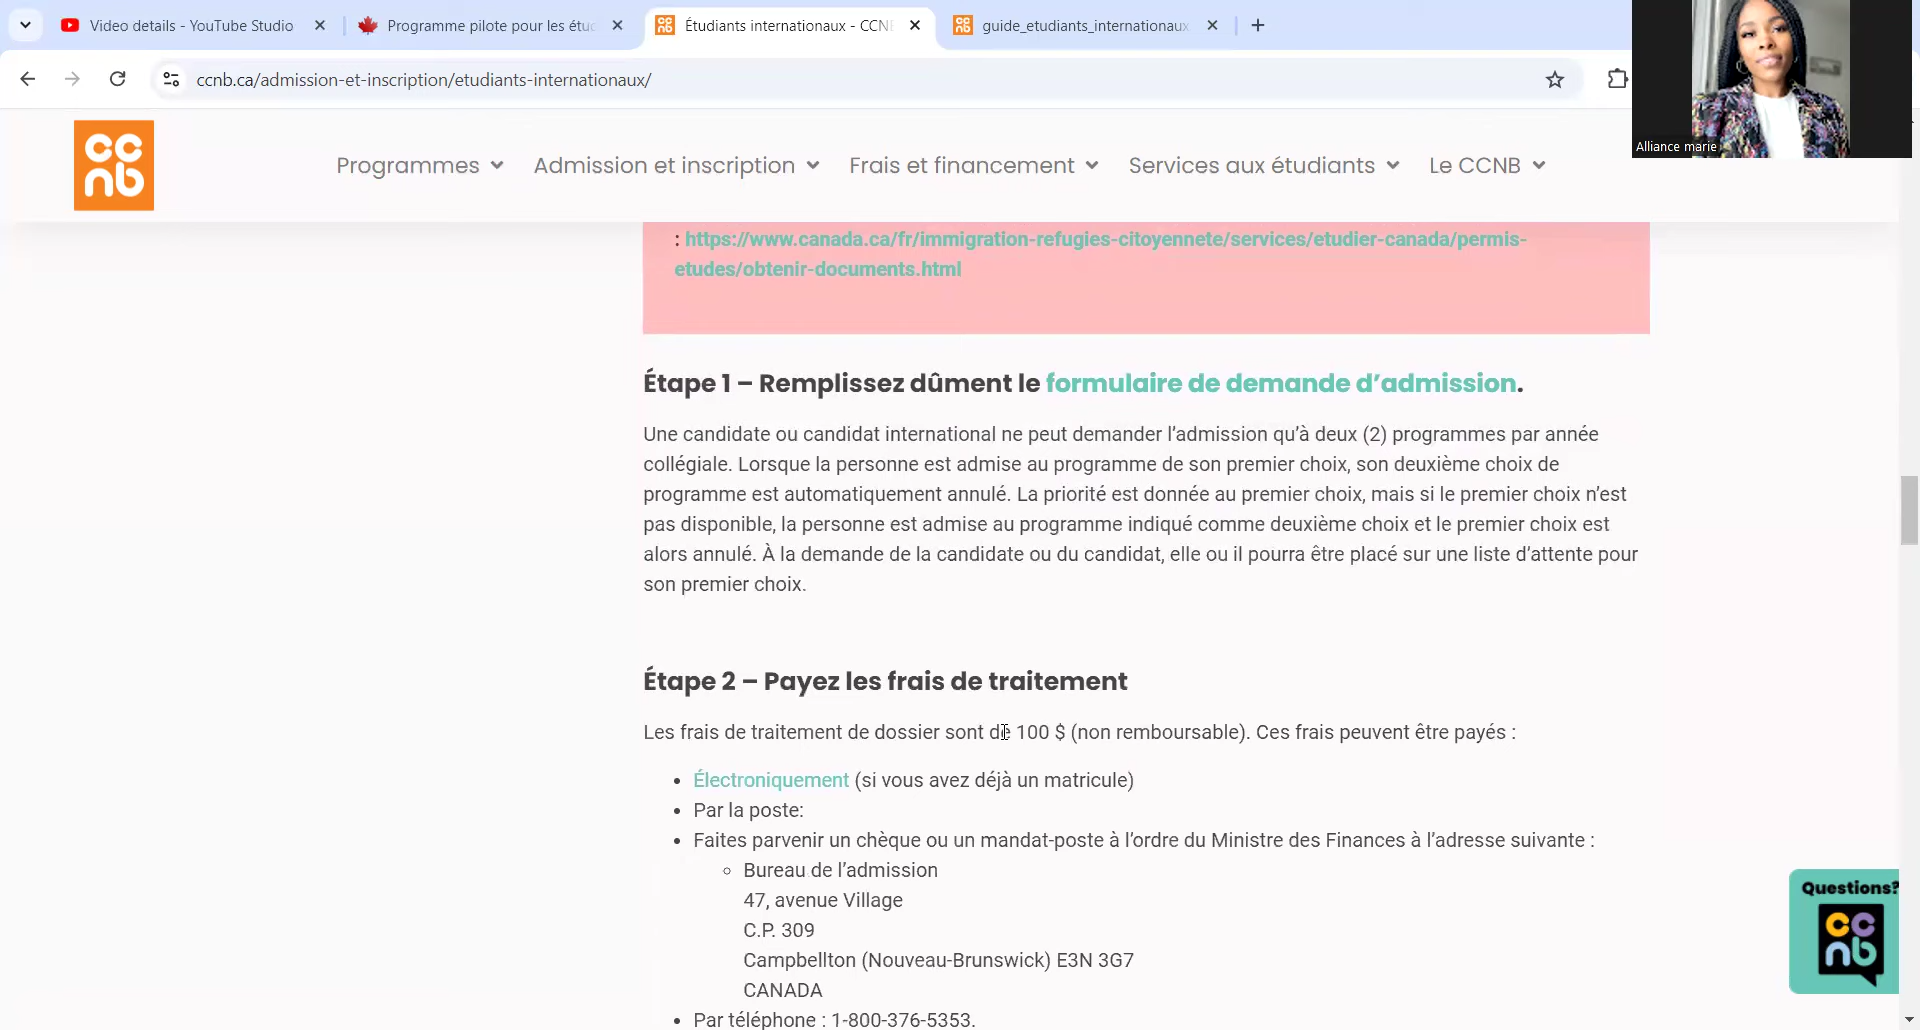 Video details - YouTube Studio
Programme pilote pour les étud
Étudiants internationaux - CCNB
guide_etudiants_internationaux
ccnb.ca/admission-et-inscription/etudiants-internationaux/
Alliance marie
cc
nb
Programmes
Admission et inscription
Frais et financement
Services aux étudiants
Le CCNB
: https://www.canada.ca/fr/immigration-refugies-citoyennete/services/etudier-canada/permis-
etudes/obtenir-documents.html
Étape 1 – Remplissez dûment le formulaire de demande d’admission.
Une candidate ou candidat international ne peut demander l’admission qu’à deux (2) programmes par année
collégiale. Lorsque la personne est admise au programme de son premier choix, son deuxième choix de
programme est automatiquement annulé. La priorité est donnée au premier choix, mais si le premier choix n’est
pas disponible, la personne est admise au programme indiqué comme deuxième choix et le premier choix est
alors annulé. À la demande de la candidate ou du candidat, elle ou il pourra être placé sur une liste d’attente pour
son premier choix.
Étape 2 – Payez les frais de traitement
Les frais de traitement de dossier sont de 100 $ (non remboursable). Ces frais peuvent être payés :
Électroniquement (si vous avez déjà un matricule)
Par la poste:
Faites parvenir un chèque ou un mandat-poste à l’ordre du Ministre des Finances à l’adresse suivante :
Bureau de l’admission
47, avenue Village
C.P. 309
Campbellton (Nouveau-Brunswick) E3N 3G7
CANADA
Par téléphone : 1-800-376-5353.
Questions?
cc
nb